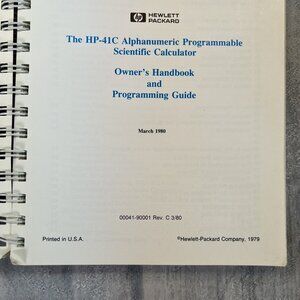 hp HEWLETT
PACKARD
The HP-41C Alphanumeric Programmable
Scientific Calculator
Owner's Handbook
and
Programming Guide
March 1980
00041-90001 Rev. C 3/80
Printed in U.S.A.
©Hewlett-Packard Company, 1979